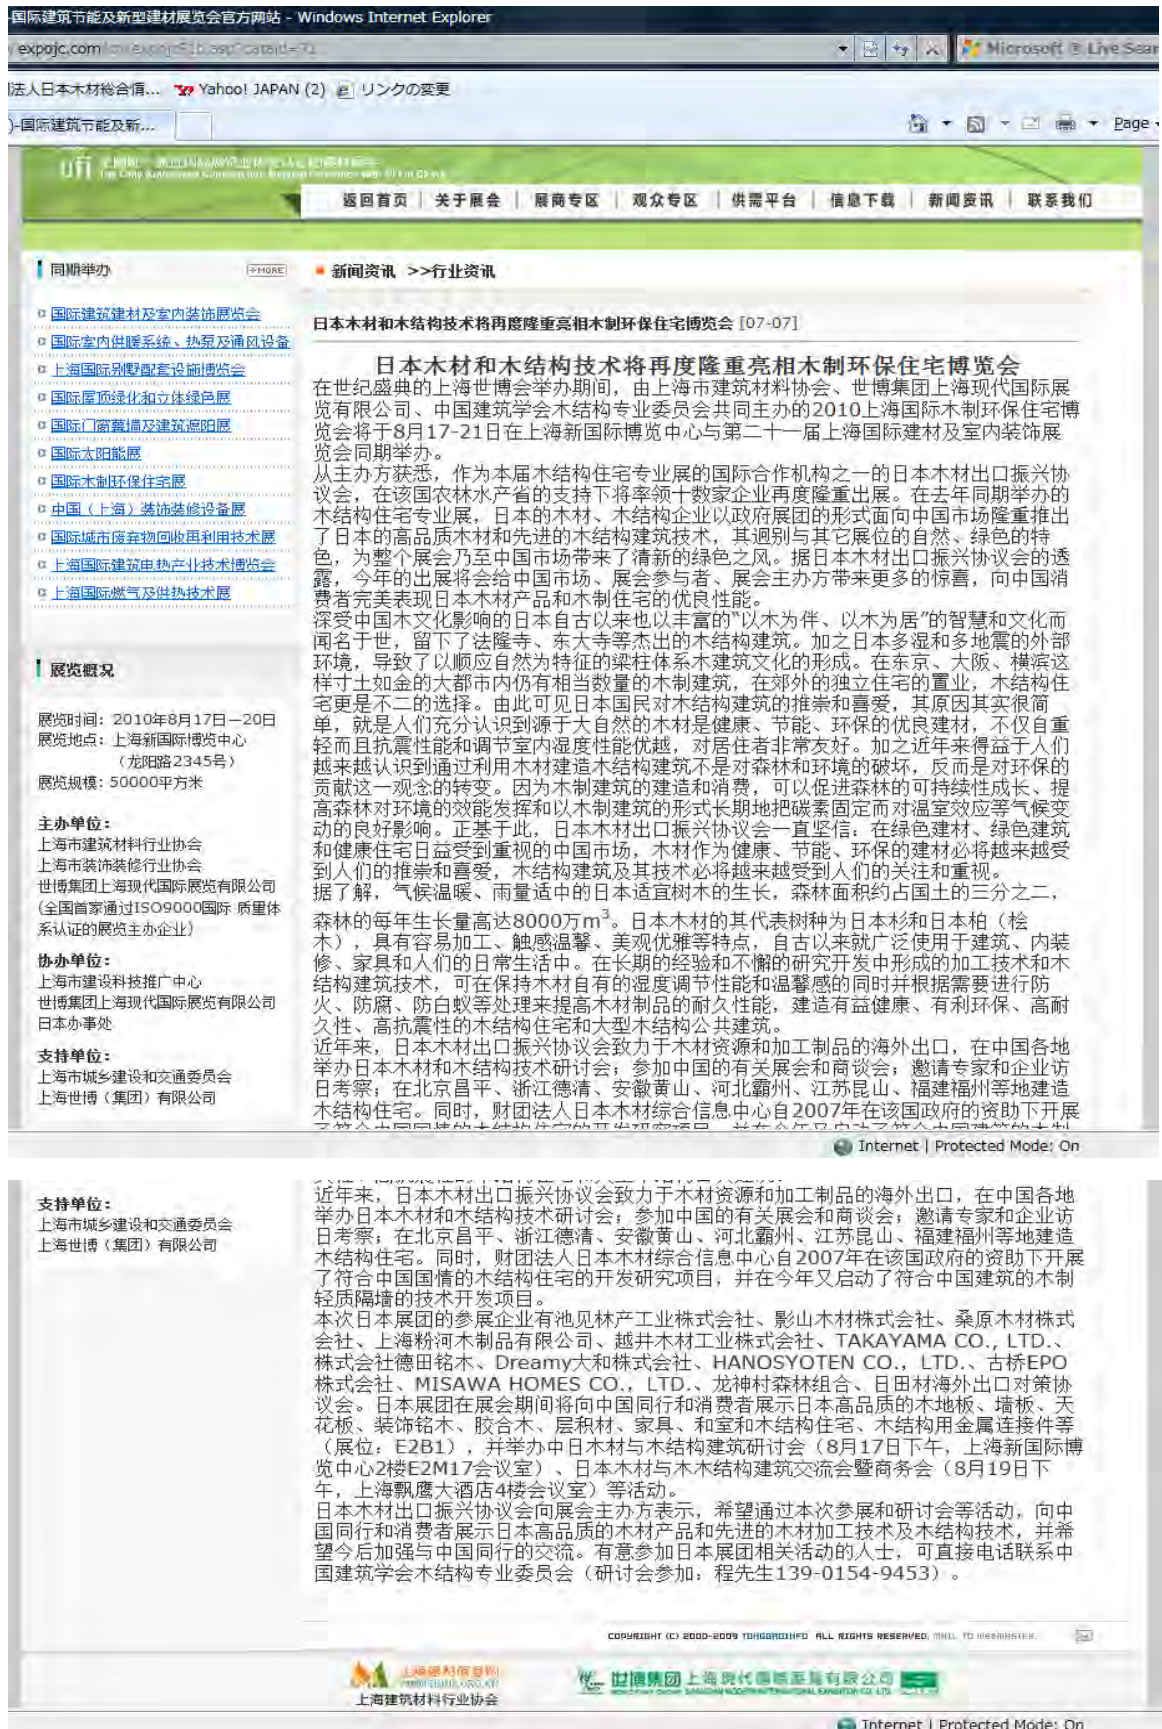 -国际建筑节能及新型建材展览会官方网站 - Windows Internet Explorer
expojc.com
Microsoft ® Live Sear
法人日本木材総合情... Yahoo! JAPAN (2) リンクの変更
)-国际建筑节能及新...
Page
ufi
返回首页 | 关于展会 | 展商专区 | 观众专区 | 供需平台 | 信息下载 | 新闻资讯 | 联系我们
同期举办
MORE
国际建筑建材及室内装饰展览会
国际室内供暖系统、热泵及通风设备
上海国际别墅配套设施博览会
国际屋顶绿化和立体绿色展
国际门窗幕墙及建筑遮阳展
国际太阳能展
国际木制环保住宅展
中国（上海）装饰装修设备展
国际城市废弃物回收再利用技术展
上海国际建筑电热产业技术博览会
上海国际燃气及供热技术展
展览概况
展览时间：2010年8月17日—20日
展览地点：上海新国际博览中心
（龙阳路2345号）
展览规模：50000平方米
主办单位：
上海市建筑材料行业协会
上海市装饰装修行业协会
世博集团上海现代国际展览有限公司
(全国首家通过ISO9000国际 质里体
系认证的展览主办企业）
协办单位：
上海市建设科技推广中心
世博集团上海现代国际展览有限公司
日本办事处
支持单位：
上海市城乡建设和交通委员会
上海世博（集团）有限公司
新闻资讯 >>行业资讯
日本木材和木结构技术将再度隆重亮相木制环保住宅博览会 [07-07]
日本木材和木结构技术将再度隆重亮相木制环保住宅博览会
在世纪盛典的上海世博会举办期间，由上海市建筑材料协会、世博集团上海现代国际展
览有限公司、中国建筑学会木结构专业委员会共同主办的2010上海国际木制环保住宅博
览会将于8月17-21日在上海新国际博览中心与第二十一届上海国际建材及室内装饰展
览会同期举办。
从主办方获悉，作为本届木结构住宅专业展的国际合作机构之一的日本木材出口振兴协
议会，在该国农林水产省的支持下将率领十数家企业再度隆重出展。在去年同期举办的
木结构住宅专业展，日本的木材、木结构企业以政府展团的形式面向中国市场隆重推出
了日本的高品质木材和先进的木结构建筑技术，其迥别与其它展位的自然、绿色的特
色，为整个展会乃至中国市场带来了清新的绿色之风。据日本木材出口振兴协议会的透
露，今年的出展将会给中国市场、展会参与者、展会主办方带来更多的惊喜，向中国消
费者完美表现日本木材产品和木制住宅的优良性能。
深受中国木文化影响的日本自古以来也以丰富的“以木为伴、以木为居”的智慧和文化而
闻名于世，留下了法隆寺、东大寺等杰出的木结构建筑。加之日本多湿和多地震的外部
环境，导致了以顺应自然为特征的梁柱体系木建筑文化的形成。在东京、大阪、横滨这
样寸土如金的大都市内仍有相当数量的木制建筑，在郊外的独立住宅的置业，木结构住
宅更是不二的选择。由此可见日本国民对木结构建筑的推崇和喜爱，其原因其实很简
单，就是人们充分认识到源于大自然的木材是健康、节能、环保的优良建材，不仅自重
轻而且抗震性能和调节室内湿度性能优越，对居住者非常友好。加之近年来得益于人们
越来越认识到通过利用木材建造木结构建筑不是对森林和环境的破坏，反而是对环保的
贡献这一观念的转变。因为木制建筑的建造和消费，可以促进森林的可持续性成长、提
高森林对环境的效能发挥和以木制建筑的形式长期地把碳素固定而对温室效应等气候变
动的良好影响。正基于此，日本木材出口振兴协议会一直坚信：在绿色建材、绿色建筑
和健康住宅日益受到重视的中国市场，木材作为健康、节能、环保的建材必将越来越受
到人们的推崇和喜爱，木结构建筑及其技术必将越来越受到人们的关注和重视。
据了解，气候温暖、雨量适中的日本适宜树木的生长，森林面积约占国土的三分之二，
森林的每年生长量高达8000万m³。日本木材的其代表树种为日本杉和日本柏（桧
木），具有容易加工、触感温馨、美观优雅等特点，自古以来就广泛使用于建筑、内装
修、家具和人们的日常生活中。在长期的经验和不懈的研究开发中形成的加工技术和木
结构建筑技术，可在保持木材自有的湿度调节性能和温馨感的同时并根据需要进行防
火、防腐、防白蚁等处理来提高木材制品的耐久性能，建造有益健康、有利环保、高耐
久性、高抗震性的木结构住宅和大型木结构公共建筑。
近年来，日本木材出口振兴协议会致力于木材资源和加工制品的海外出口，在中国各地
举办日本木材和木结构技术研讨会；参加中国的有关展会和商谈会；邀请专家和企业访
日考察；在北京昌平、浙江德清、安徽黄山、河北霸州、江苏昆山、福建福州等地建造
木结构住宅。同时，财团法人日本木材综合信息中心自2007年在该国政府的资助下开展
Internet | Protected Mode: On
支持单位：
上海市城乡建设和交通委员会
上海世博（集团）有限公司
近年来，日本木材出口振兴协议会致力于木材资源和加工制品的海外出口，在中国各地
举办日本木材和木结构技术研讨会；参加中国的有关展会和商谈会；邀请专家和企业访
日考察；在北京昌平、浙江德清、安徽黄山、河北霸州、江苏昆山、福建福州等地建造
木结构住宅。同时，财团法人日本木材综合信息中心自2007年在该国政府的资助下开展
了符合中国国情的木结构住宅的开发研究项目，并在今年又启动了符合中国建筑的木制
轻质隔墙的技术开发项目。
本次日本展团的参展企业有池见林产工业株式会社、影山木材株式会社、桑原木材株式
会社、上海粉河木制品有限公司、越井木材工业株式会社、TAKAYAMA CO., LTD.、
株式会社德田铭木、Dreamy大和株式会社、HANOSYOTEN CO., LTD.、古桥EPO
株式会社、MISAWA HOMES CO., LTD.、龙神村森林组合、日田材海外出口对策协
议会。日本展团在展会期间将向中国同行和消费者展示日本高品质的木地板、墙板、天
花板、装饰铭木、胶合木、层积材、家具、和室和木结构住宅、木结构用金属连接件等
（展位：E2B1），并举办中日木材与木结构建筑研讨会（8月17日下午，上海新国际博
览中心2楼E2M17会议室）、日本木材与木木结构建筑交流会暨商务会（8月19日下
午，上海飘鹰大酒店4楼会议室）等活动。
日本木材出口振兴协议会向展会主办方表示，希望通过本次参展和研讨会等活动，向中
国同行和消费者展示日本高品质的木材产品和先进的木材加工技术及木结构技术，并希
望今后加强与中国同行的交流。有意参加日本展团相关活动的人士，可直接电话联系中
国建筑学会木结构专业委员会（研讨会参加：程先生139-0154-9453）。
COPYRIGHT (C) 2000-2009 TONGGAOINFO ALL RIGHTS RESERVED. MAIL TO WEBMASTER.
上海建材信息网
上海建筑材料行业协会
世博集团上海现代国际展览有限公司
Internet | Protected Mode: On